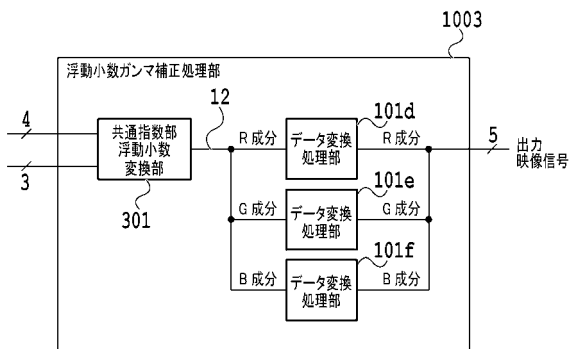 1003
浮動小数ガンマ補正処理部
4
3
共通指数部
浮動小数
変換部
301
12
R 成分
データ変換
処理部
101d
R 成分
G 成分
データ変換
処理部
101e
G 成分
B 成分
データ変換
処理部
101f
B 成分
5
出力
映像信号